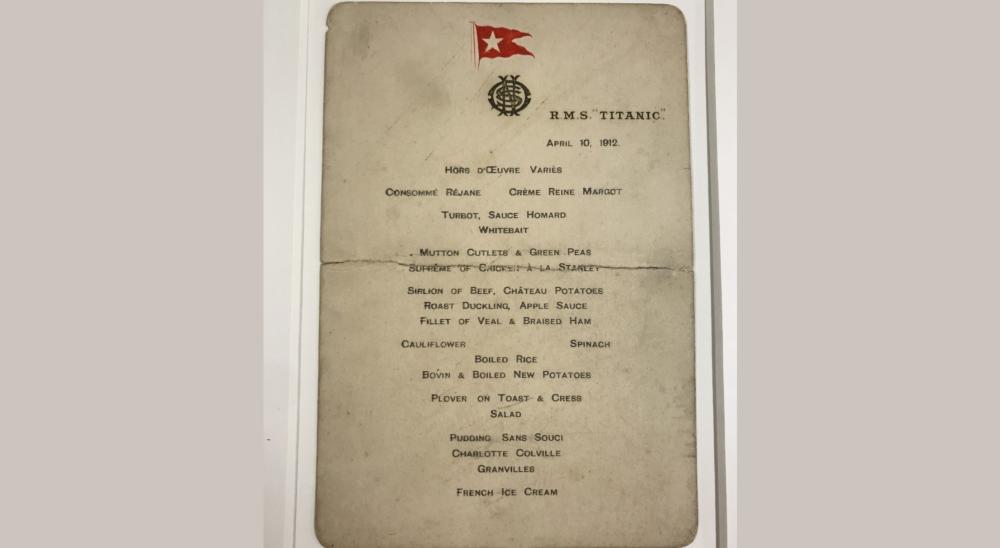 R.M.S. "TITANIC".
APRIL 10, 1912.
HORS D'ŒUVRE VARIÉS
CONSOMMÉ RÉJANE CRÈME REINE MARGOT
TURBOT, SAUCE HOMARD
WHITEBAIT
MUTTON CUTLETS & GREEN PEAS
SUPRÊME OF CHICKEN À LA STANLEY
SIRLION OF BEEF, CHÂTEAU POTATOES
ROAST DUCKLING, APPLE SAUCE
FILLET OF VEAL & BRAISED HAM
CAULIFLOWER SPINACH
BOILED RICE
BOVIN & BOILED NEW POTATOES
PLOVER ON TOAST & CRESS
SALAD
PUDDING SANS SOUCI
CHARLOTTE COLVILLE
GRANVILLES
FRENCH ICE CREAM